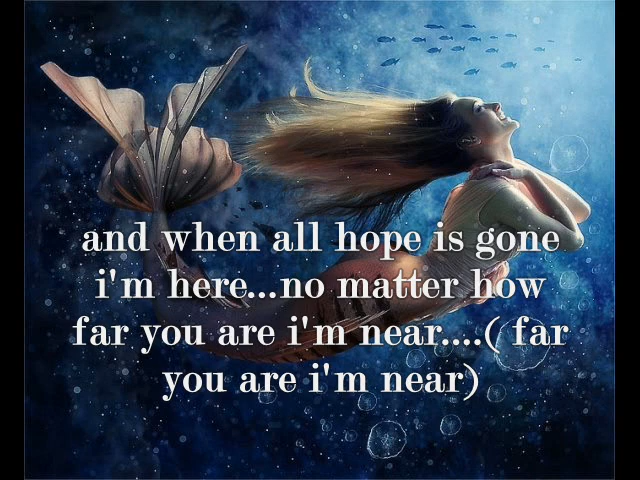 and when all hope is gone
i'm here...no matter how
far you are i'm near....( far
you are i'm near)